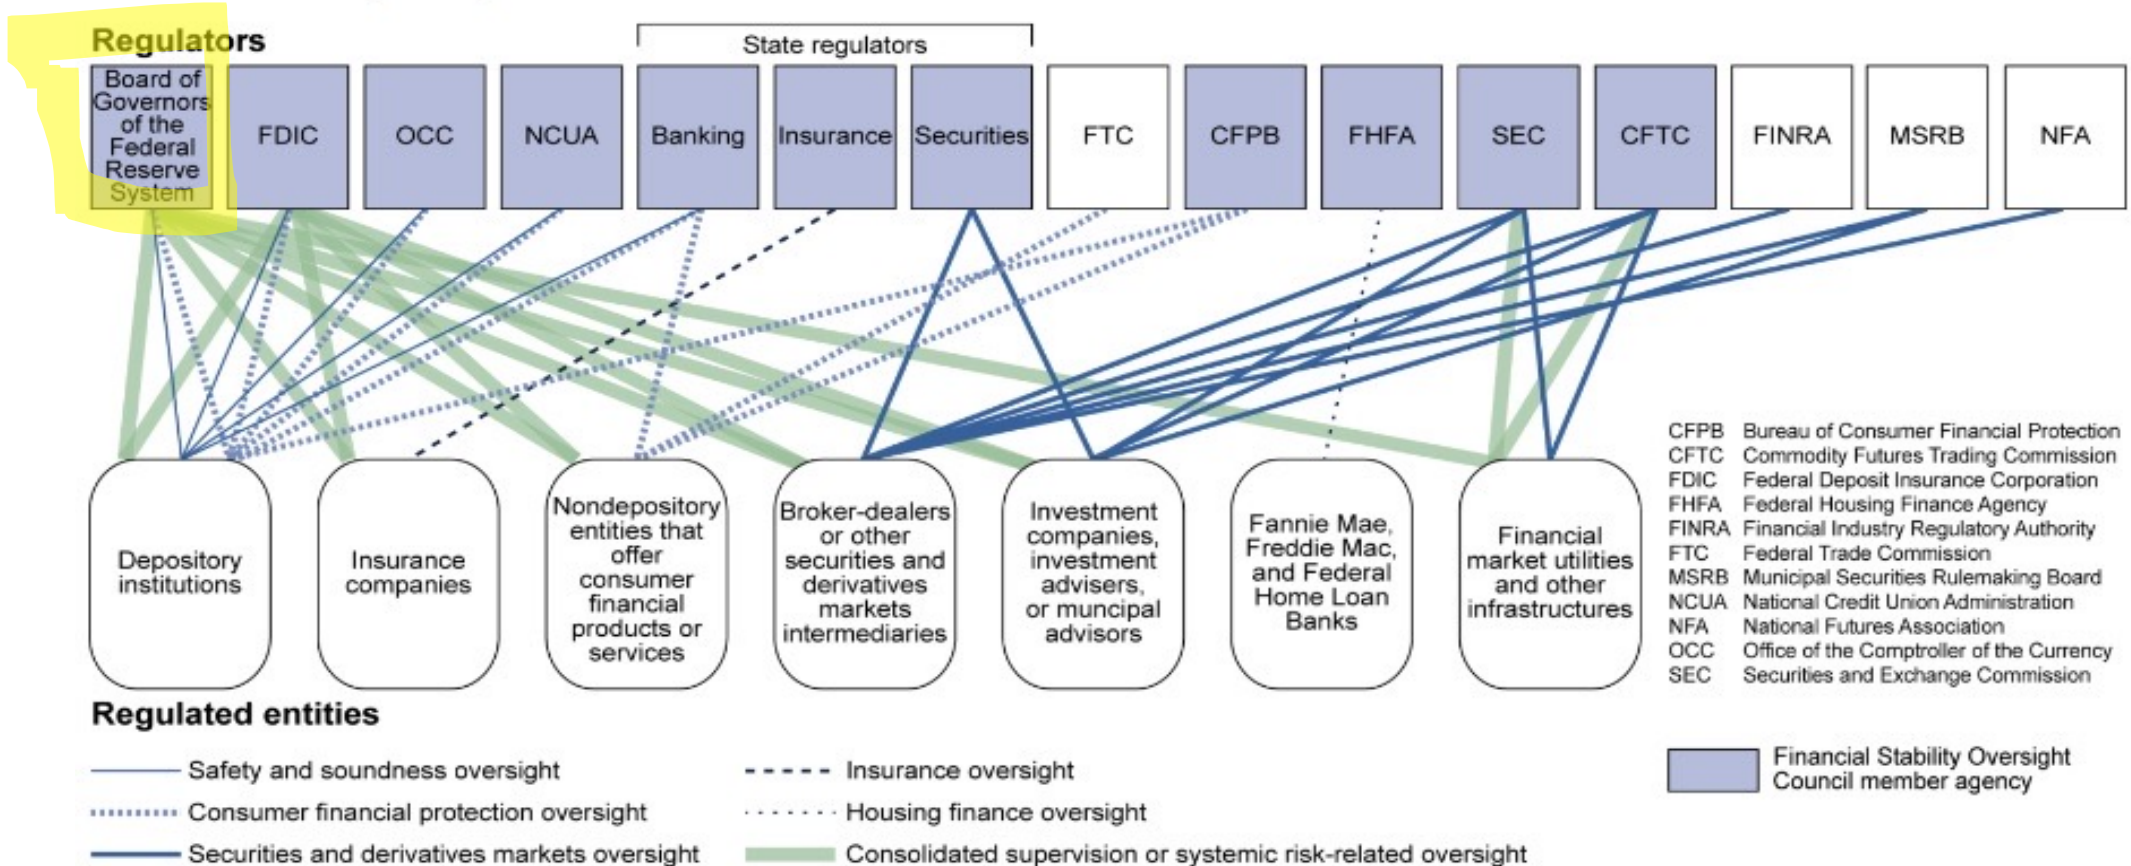 Regulators
State regulators
Board of
Governors
of the
Federal
Reserve
System
FDIC
OCC
NCUA
Banking
Insurance
Securities
FTC
CFPB
FHFA
SEC
CFTC
FINRA
MSRB
NFA
Depository
institutions
Insurance
companies
Nondepository
entities that
offer
consumer
financial
products or
services
Broker-dealers
or other
securities and
derivatives
markets
intermediaries
Investment
companies,
investment
advisers,
or muncipal
advisors
Fannie Mae,
Freddie Mac,
and Federal
Home Loan
Banks
Financial
market utilities
and other
infrastructures
CFPB Bureau of Consumer Financial Protection
CFTC Commodity Futures Trading Commission
FDIC Federal Deposit Insurance Corporation
FHFA Federal Housing Finance Agency
FINRA Financial Industry Regulatory Authority
FTC Federal Trade Commission
MSRB Municipal Securities Rulemaking Board
NCUA National Credit Union Administration
NFA National Futures Association
OCC Office of the Comptroller of the Currency
SEC Securities and Exchange Commission
Regulated entities
Safety and soundness oversight
Consumer financial protection oversight
Securities and derivatives markets oversight
Insurance oversight
Housing finance oversight
Consolidated supervision or systemic risk-related oversight
Financial Stability Oversight
Council member agency